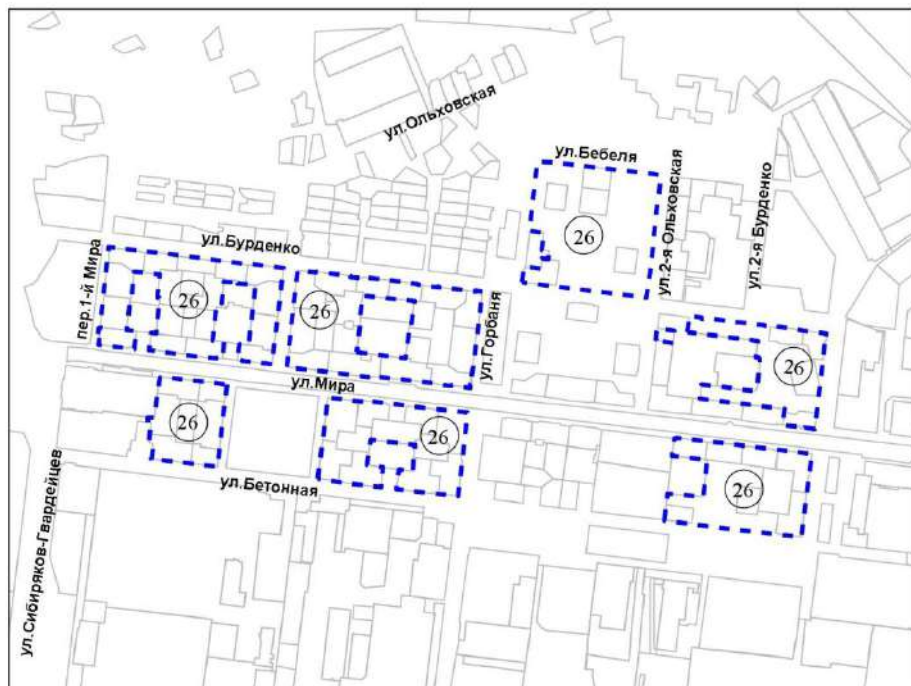 ул.Ольховская
ул.Бебеля
ул.2-я Ольховская
ул.2-я Бурденко
26
ул.Бурденко
пер.1-й Мира
26
26
ул.Горбаня
26
ул.Мира
26
26
26
ул.Бетонная
ул.Сибиряков-Гвардейцев